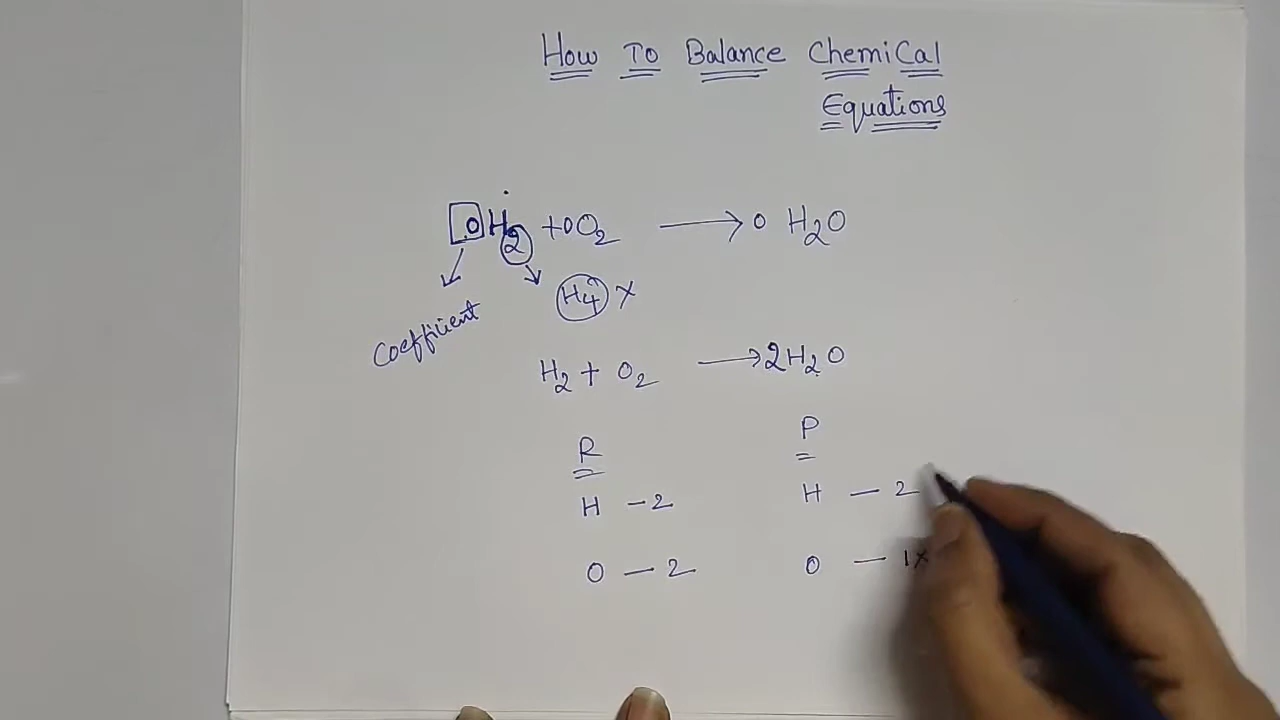 How To Balance Chemical
Equations
0 H2 + 0 O2 → 0 H2O
H4 x
Coefficient
H2 + O2 → 2H2O
R P
H - 2 H - 2
O - 2 O - 1x